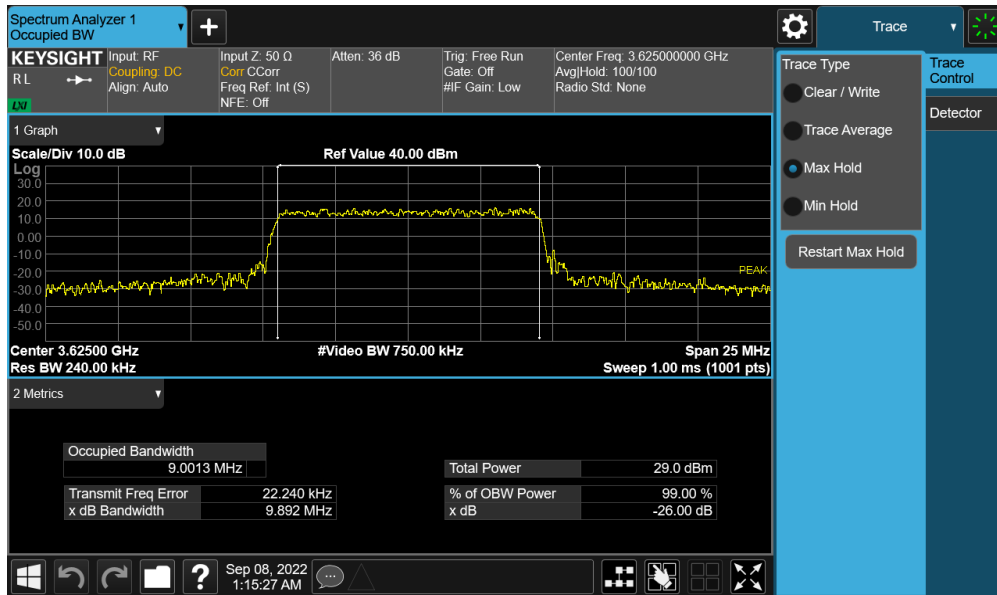 Spectrum Analyzer 1
Occupied BW
+
Trace
KEYSIGHT
R L
LXI
Input: RF
Coupling: DC
Align: Auto
Input Z: 50 Ω
Corr CCorr
Freq Ref: Int (S)
NFE: Off
Atten: 36 dB
Trig: Free Run
Gate: Off
#IF Gain: Low
Center Freq: 3.625000000 GHz
Avg|Hold: 100/100
Radio Std: None
Trace Type
Clear / Write
Trace Average
Max Hold
Min Hold
Restart Max Hold
Trace
Control
Detector
1 Graph
Scale/Div 10.0 dB
Ref Value 40.00 dBm
Log
30.0
20.0
10.0
0.00
-10.0
-20.0
-30.0
-40.0
-50.0
PEAK
Center 3.62500 GHz
#Video BW 750.00 kHz
Span 25 MHz
Res BW 240.00 kHz
Sweep 1.00 ms (1001 pts)
2 Metrics
Occupied Bandwidth
9.0013 MHz
Total Power 29.0 dBm
Transmit Freq Error 22.240 kHz
% of OBW Power 99.00 %
x dB Bandwidth 9.892 MHz
x dB -26.00 dB
?
Sep 08, 2022
1:15:27 AM